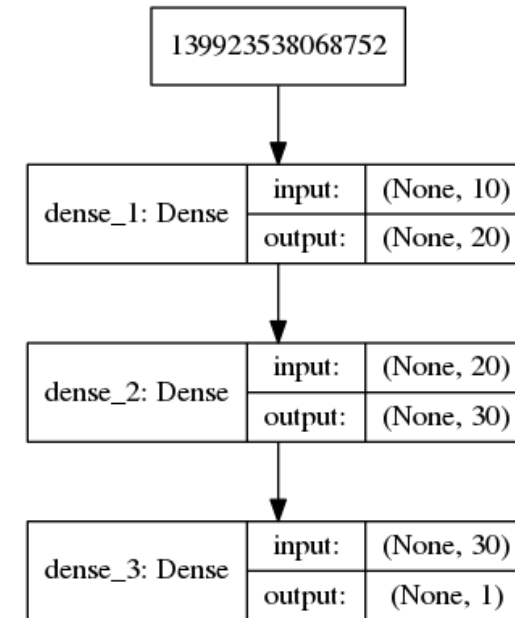 139923538068752
dense_1: Dense
input:
(None, 10)
output:
(None, 20)
dense_2: Dense
input:
(None, 20)
output:
(None, 30)
dense_3: Dense
input:
(None, 30)
output:
(None, 1)